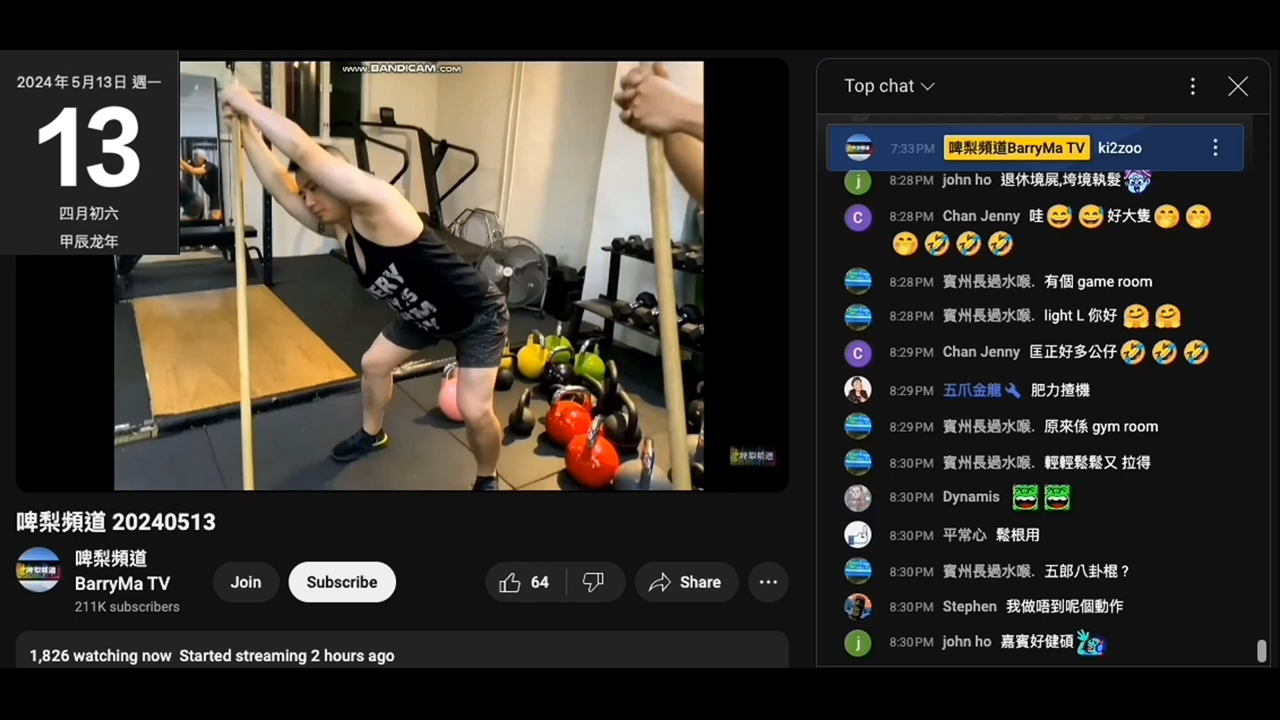 2024年5月13日 週一
13
四月初六
甲辰龙年
WWW.BANDICAM.COM
啤梨頻道
啤梨頻道 20240513
啤梨頻道
BarryMa TV
211K subscribers
Join
Subscribe
64
Share
1,826 watching now Started streaming 2 hours ago
Top chat
7:33 PM 啤梨頻道BarryMa TV ki2zoo
8:28 PM john ho 退休境屍,垮境執髮
8:28 PM Chan Jenny 哇 好大隻
8:28 PM 賓州長過水喉. 有個 game room
8:28 PM 賓州長過水喉. light L 你好
8:29 PM Chan Jenny 匡正好多公仔
8:29 PM 五爪金龍 肥力揸機
8:29 PM 賓州長過水喉. 原來係 gym room
8:30 PM 賓州長過水喉. 輕輕鬆鬆又 拉得
8:30 PM Dynamis
8:30 PM 平常心 鬆根用
8:30 PM 賓州長過水喉. 五郎八卦棍？
8:30 PM Stephen 我做唔到呢個動作
8:30 PM john ho 嘉賓好健碩